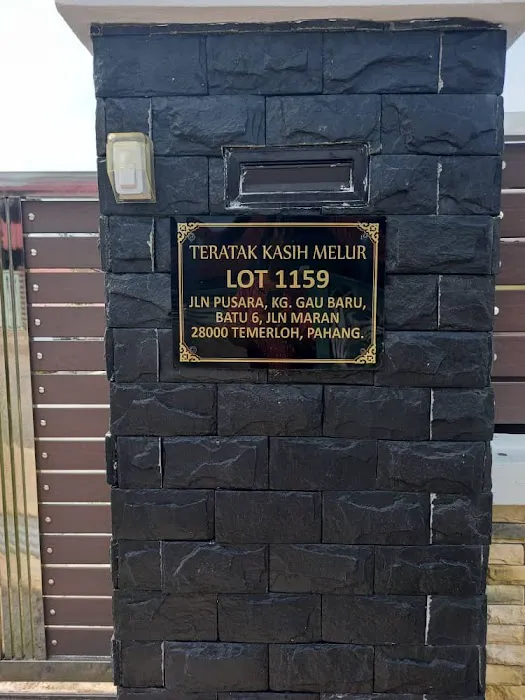 TERATAK KASIH MELUR
LOT 1159
JLN PUSARA, KG. GAU BARU,
BATU 6, JLN MARAN
28000 TEMERLOH, PAHANG.